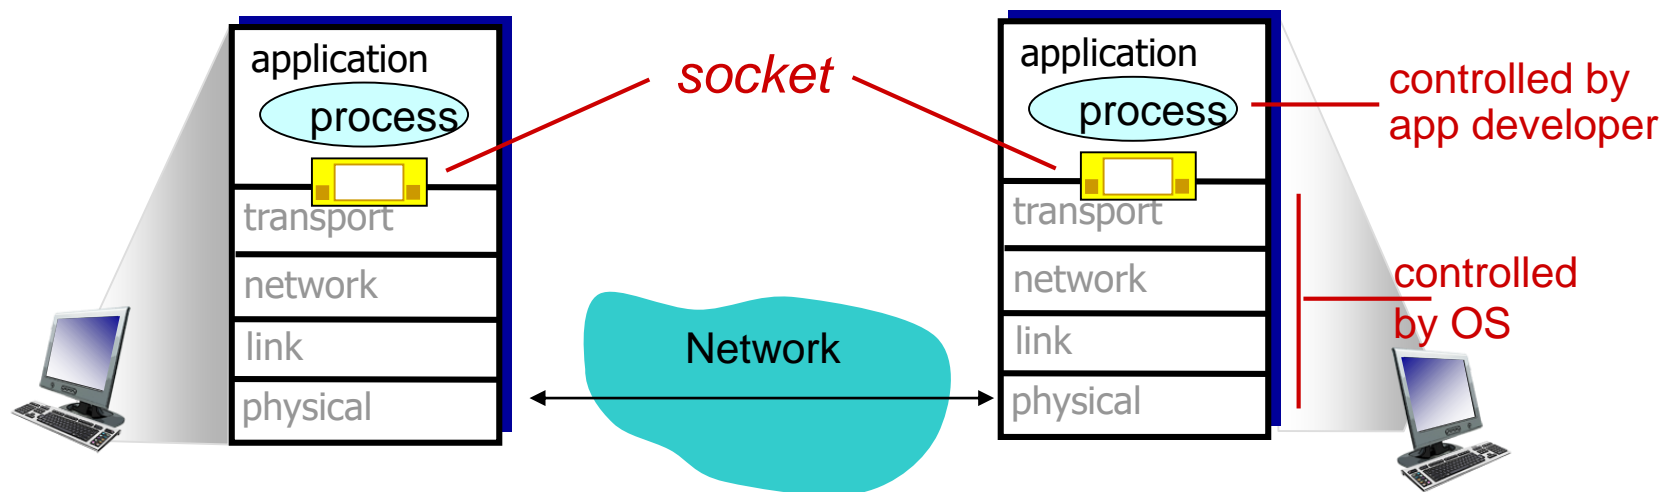 application
process
transport
network
link
physical
socket
Network
application
process
transport
network
link
physical
controlled by
app developer
controlled
by OS